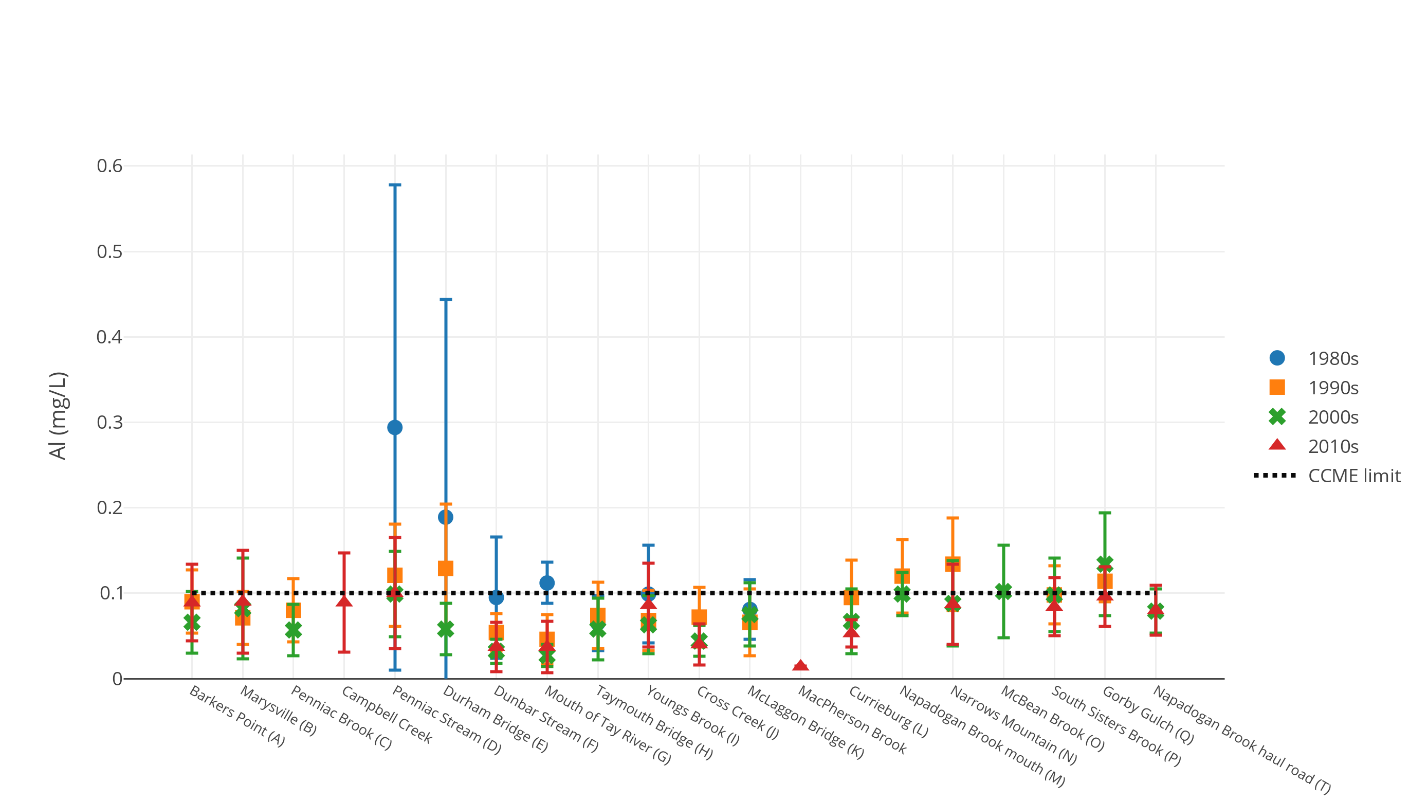 0.6
0.5
0.4
0.3
0.2
0.1
0
Al (mg/L)
Barkers Point (A)
Marysville (B)
Penniac Brook (C)
Campbell Creek
Penniac Stream (D)
Durham Bridge (E)
Dunbar Stream (F)
Mouth of Tay River (G)
Taymouth Bridge (H)
Youngs Brook (I)
Cross Creek (J)
McLaggon Bridge (K)
MacPherson Brook
Currieburg (L)
Napadogan Brook mouth (M)
Narrows Mountain (N)
McBean Brook (O)
South Sisters Brook (P)
Gorby Gulch (Q)
Napadogan Brook haul road (T)
1980s
1990s
2000s
2010s
CCME limit